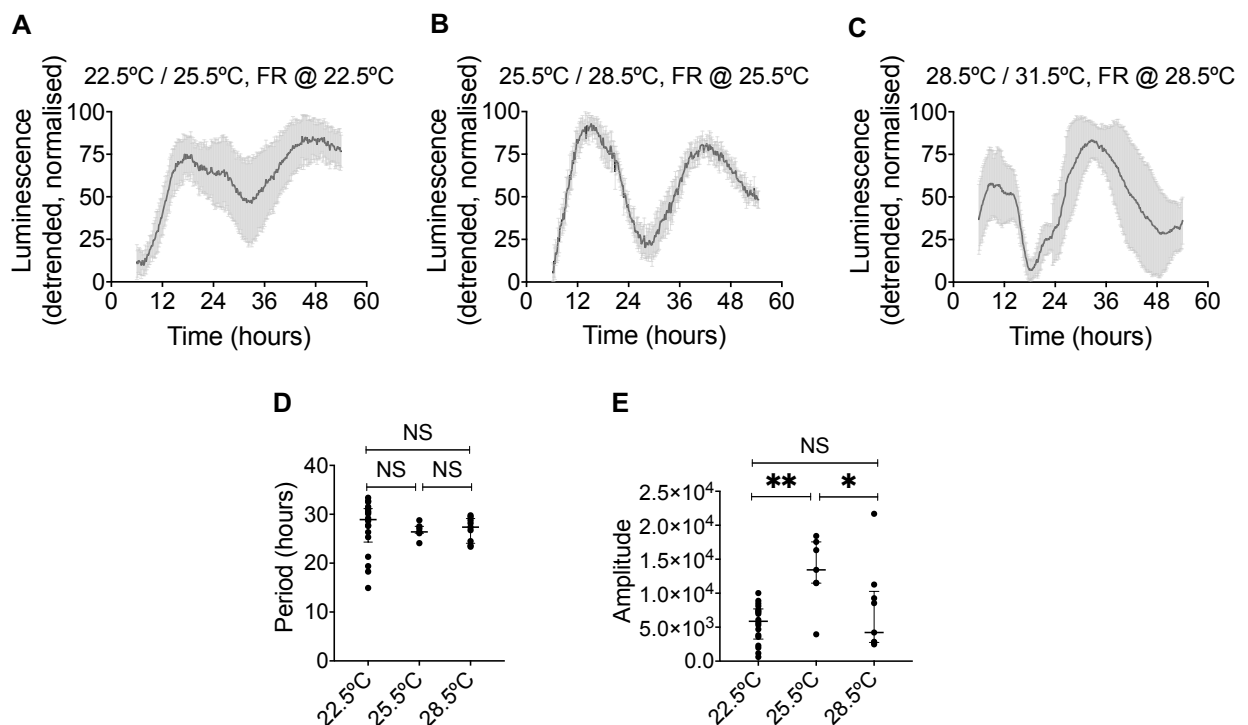 A
22.5ºC / 25.5ºC, FR @ 22.5ºC
Luminescence
(detrended, normalised)
100
75
50
25
0
0 12 24 36 48 60
Time (hours)
B
25.5ºC / 28.5ºC, FR @ 25.5ºC
Luminescence
(detrended, normalised)
100
75
50
25
0
0 12 24 36 48 60
Time (hours)
C
28.5ºC / 31.5ºC, FR @ 28.5ºC
Luminescence
(detrended, normalised)
100
75
50
25
0
0 12 24 36 48 60
Time (hours)
D
NS
NS NS
Period (hours)
40
30
20
10
0
22.5ºC 25.5ºC 28.5ºC
E
NS
** *
Amplitude
2.5×10⁴
2.0×10⁴
1.5×10⁴
1.0×10⁴
5.0×10³
0.0
22.5ºC 25.5ºC 28.5ºC